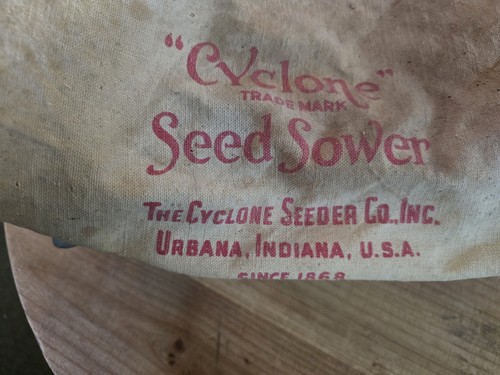 "Cyclone"
TRADE MARK
Seed Sower
THE CYCLONE SEEDER CO., INC.
URBANA, INDIANA, U.S.A.
SINCE 1868